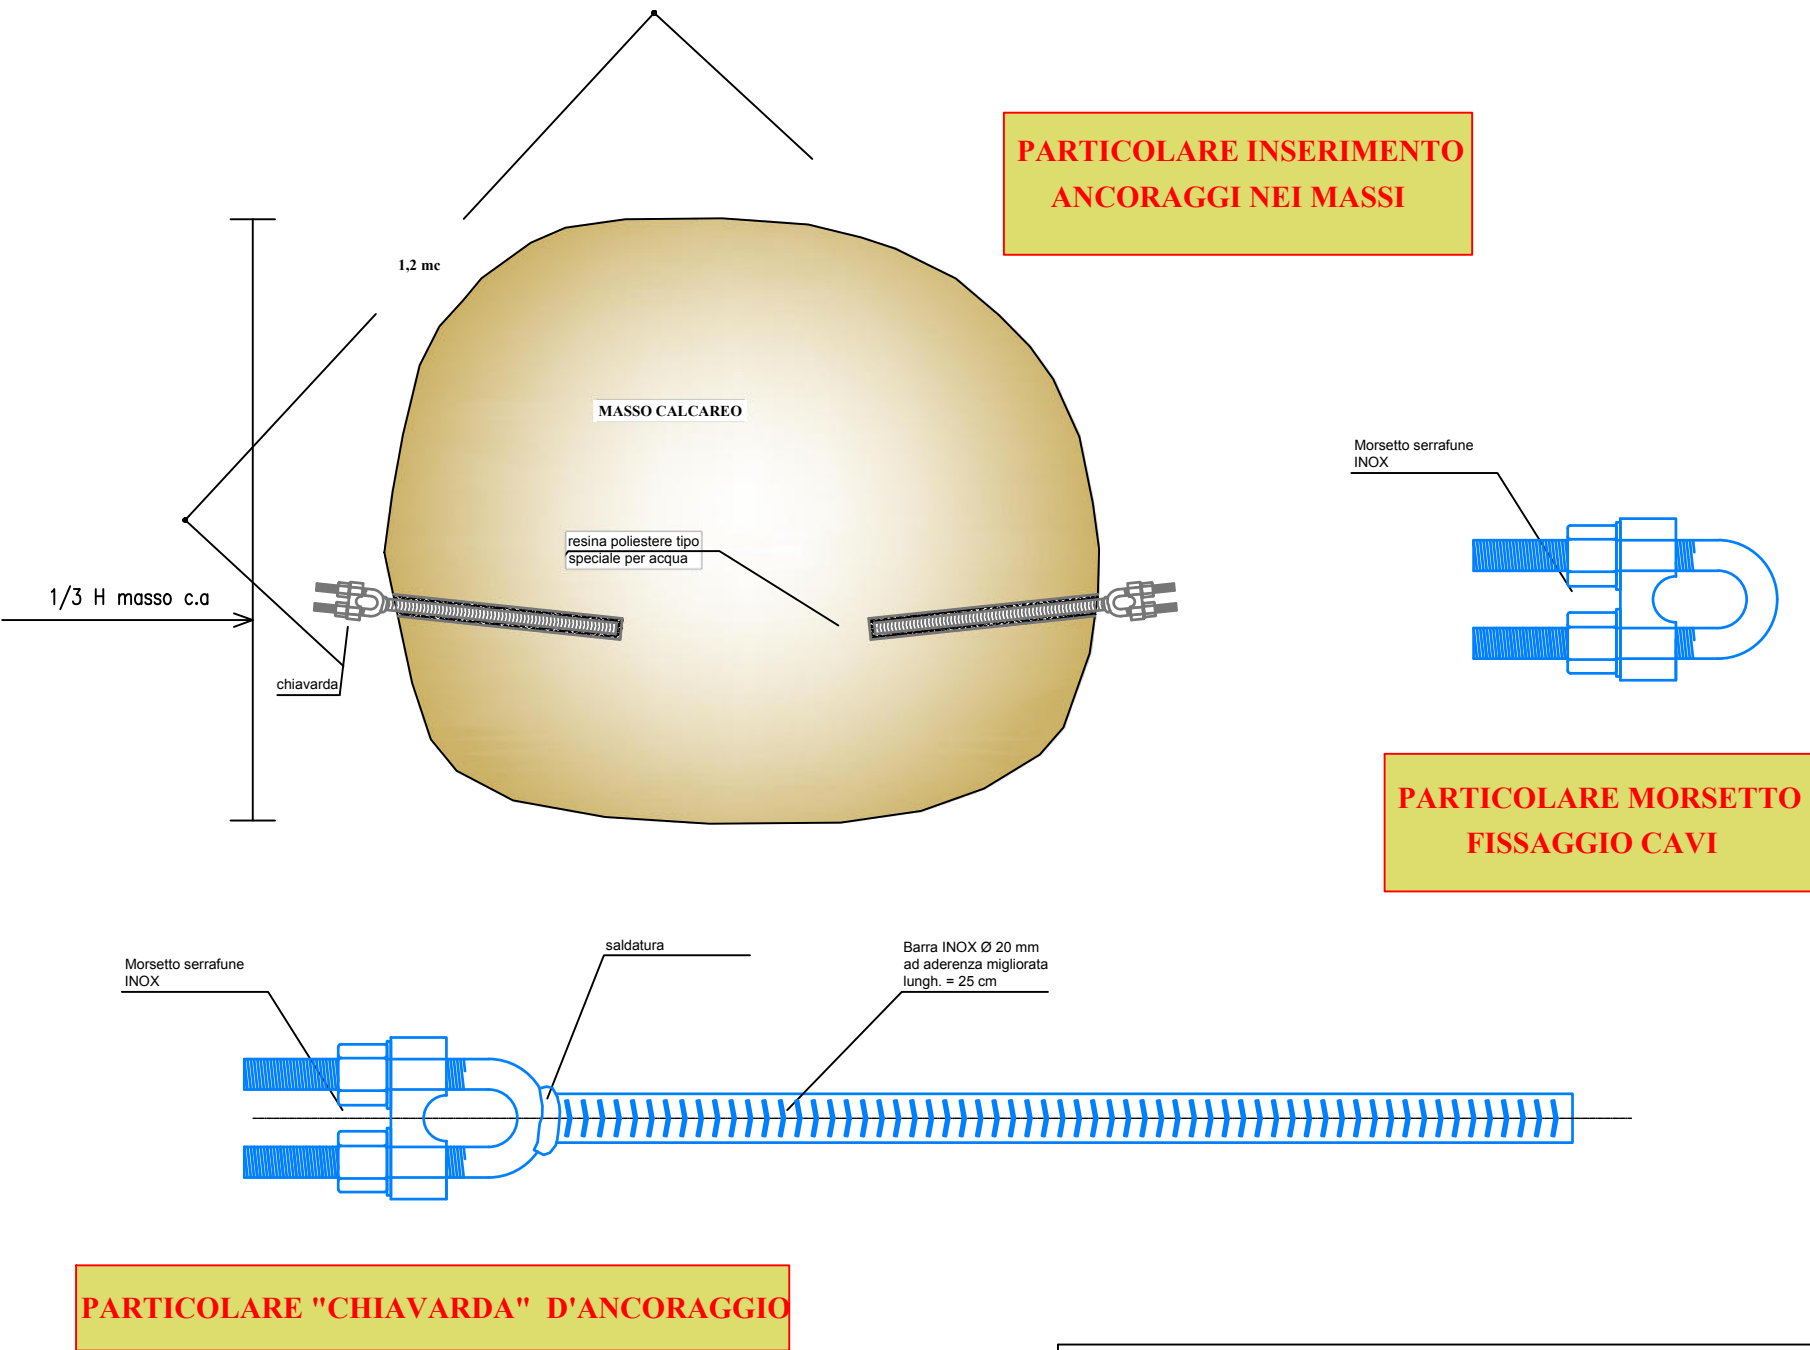 PARTICOLARE INSERIMENTO
ANCORAGGI NEI MASSI
1,2 mc
MASSO CALCAREO
Morsetto serrafune
INOX
resina poliestere tipo
speciale per acqua
1/3 H masso c.a
chiavarda
PARTICOLARE MORSETTO
FISSAGGIO CAVI
saldatura
Barra INOX Ø 20 mm
ad aderenza migliorata
lungh. = 25 cm
Morsetto serrafune
INOX
PARTICOLARE "CHIAVARDA" D'ANCORAGGIO